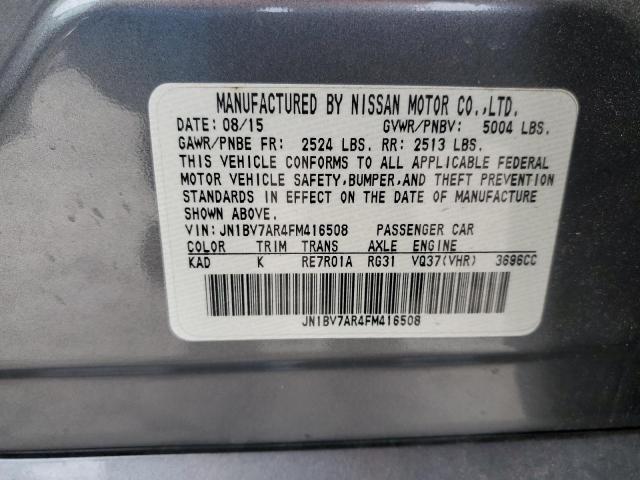 MANUFACTURED BY NISSAN MOTOR CO.,LTD.
DATE: 08/15 GVWR/PNBV: 5004 LBS.
GAWR/PNBE FR: 2524 LBS. RR: 2513 LBS.
THIS VEHICLE CONFORMS TO ALL APPLICABLE FEDERAL
MOTOR VEHICLE SAFETY,BUMPER,AND THEFT PREVENTION
STANDARDS IN EFFECT ON THE DATE OF MANUFACTURE
SHOWN ABOVE.
VIN: JN1BV7AR4FM416508 PASSENGER CAR
COLOR TRIM TRANS AXLE ENGINE
KAD K RE7R01A RG31 VQ37(VHR) 3696CC
JN1BV7AR4FM416508